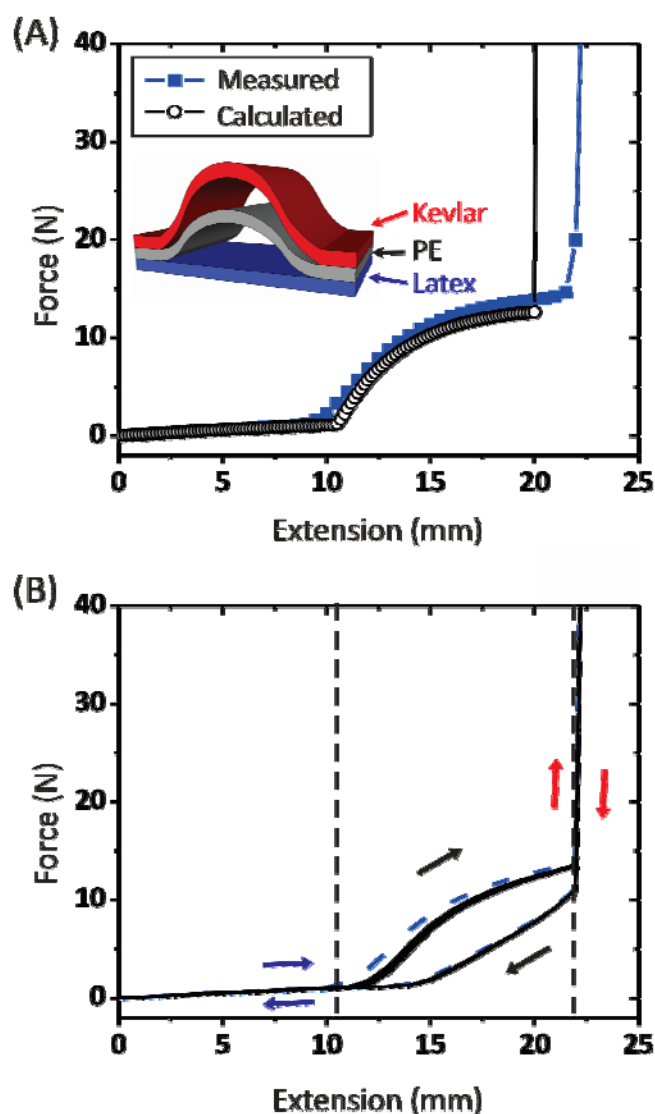 (A)
40
30
20
10
0
Force (N)
Measured
Calculated
Kevlar
PE
Latex
0 5 10 15 20 25
Extension (mm)
(B)
40
30
20
10
0
Force (N)
0 5 10 15 20 25
Extension (mm)